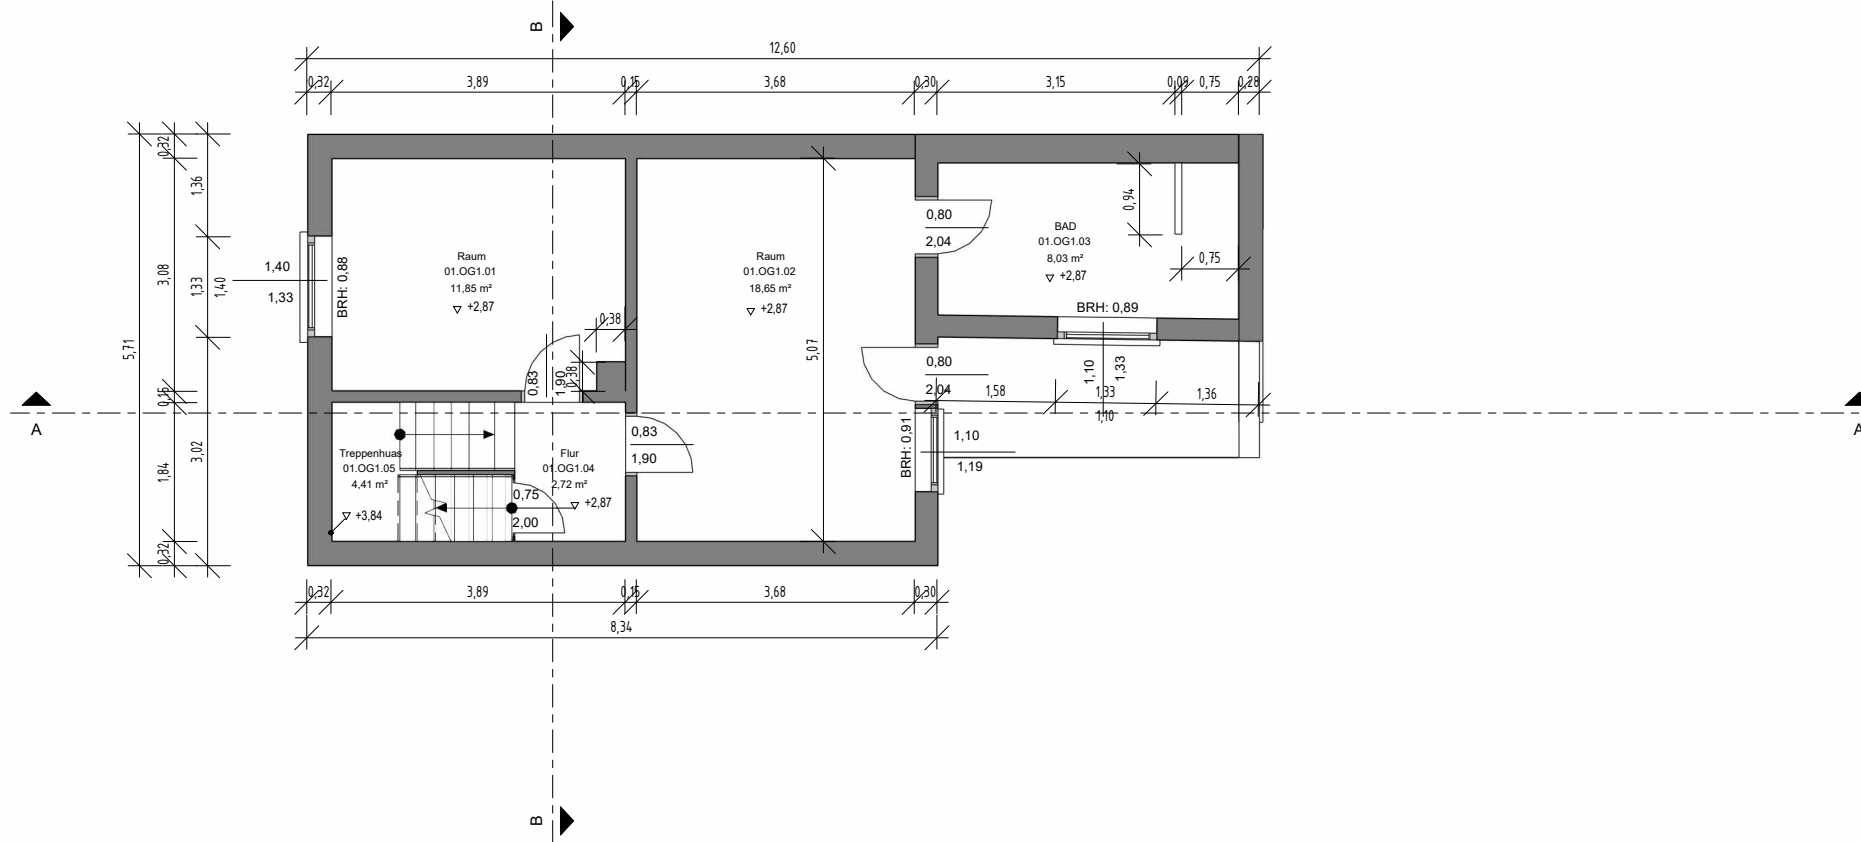 B
12,60
0,32 3,89 0,15 3,68 0,30 3,15 0,09 0,75 0,28
0,32
1,36
3,08
1,33
1,40
5,71
0,15
1,84
3,02
0,32
1,40
1,33
BRH: 0,88
Raum
01.OG1.01
11,85 m²
+2,87
0,38
0,83
1,90
0,38
Raum
01.OG1.02
18,65 m²
+2,87
5,07
0,80
2,04
BAD
01.OG1.03
8,03 m²
+2,87
0,94
0,75
BRH: 0,89
0,80
2,04
1,10
1,33
1,58 1,33 1,36
1,10
A
A
Treppenhuas
01.OG1.05
4,41 m²
+3,84
Flur
01.OG1.04
2,72 m²
+2,87
0,75
2,00
0,83
1,90
BRH: 0,91
1,10
1,19
0,32 3,89 0,15 3,68 0,30
8,34
B